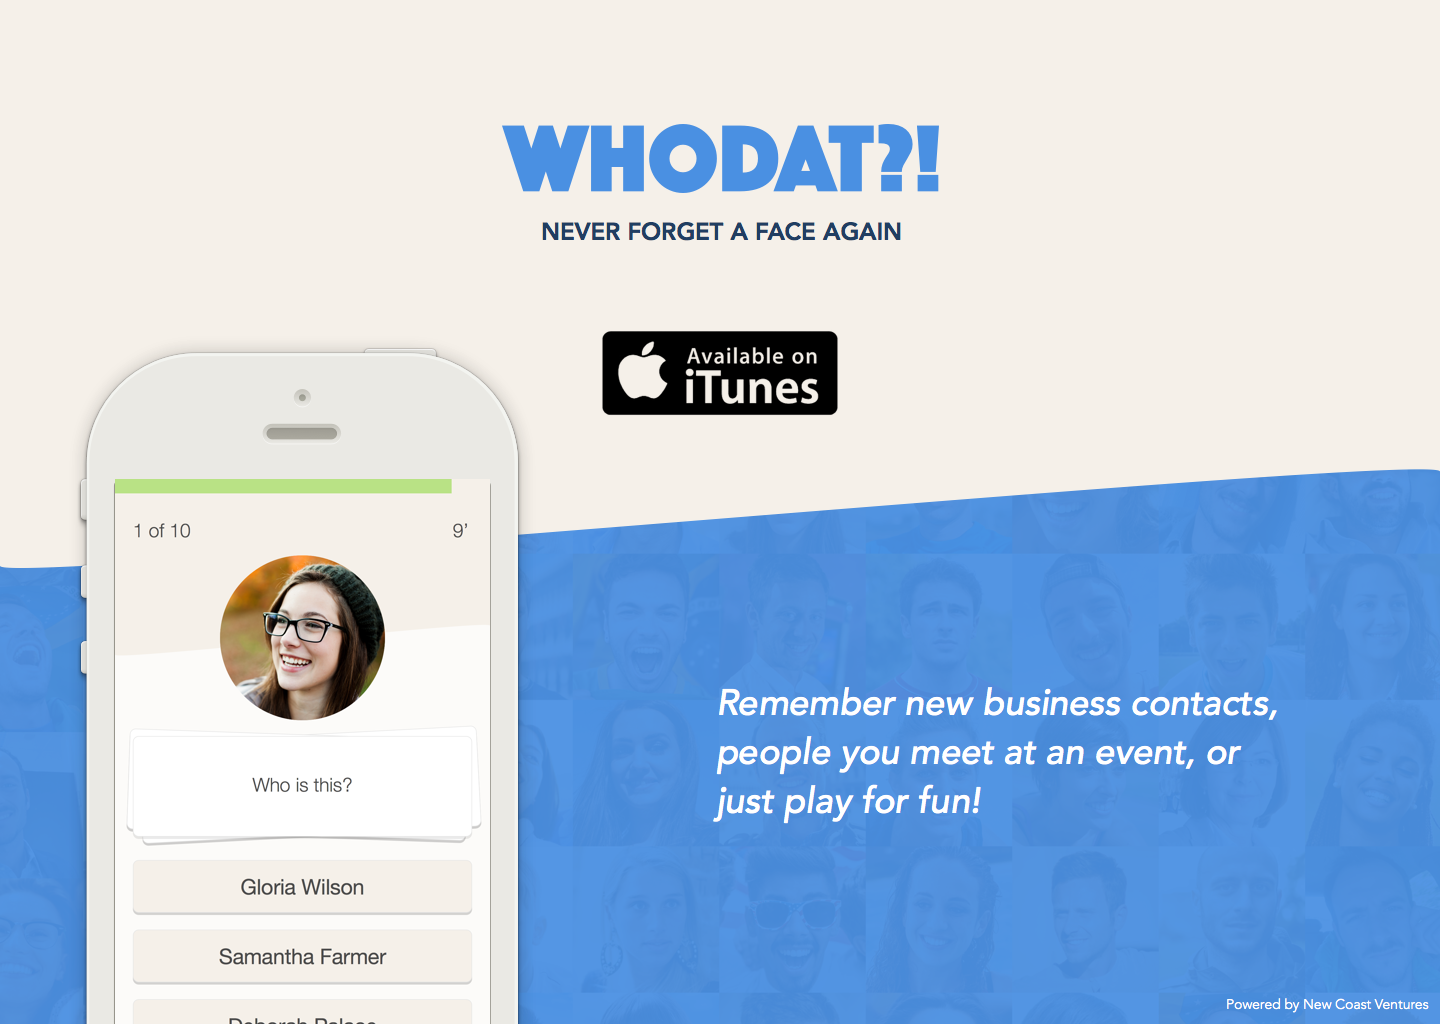 WHODAT?!
NEVER FORGET A FACE AGAIN
Available on
iTunes
1 of 10
9’
Who is this?
Gloria Wilson
Samantha Farmer
Remember new business contacts,
people you meet at an event, or
just play for fun!
Powered by New Coast Ventures